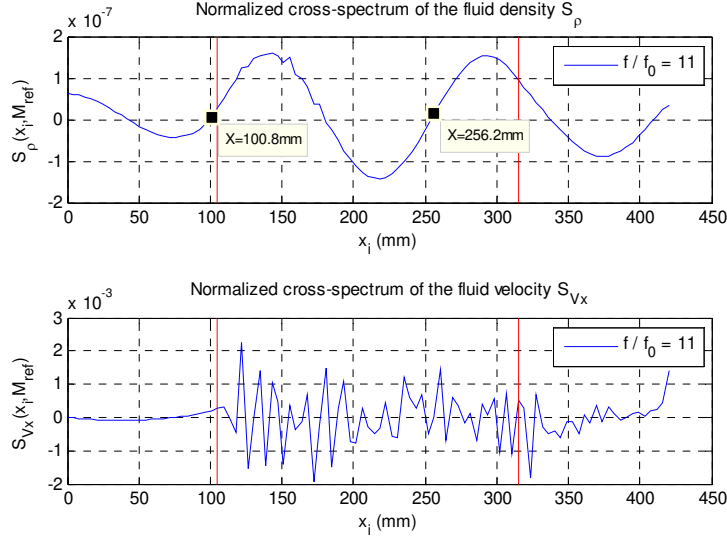 Normalized cross-spectrum of the fluid density S_ρ
x 10^-7
2
1
0
-1
-2
S_ρ(x_i,M_ref)
f / f_0 = 11
X=100.8mm
X=256.2mm
0 50 100 150 200 250 300 350 400 450
x_i (mm)
Normalized cross-spectrum of the fluid velocity S_Vx
x 10^-3
3
2
1
0
-1
-2
S_Vx(x_i,M_ref)
f / f_0 = 11
0 50 100 150 200 250 300 350 400 450
x_i (mm)